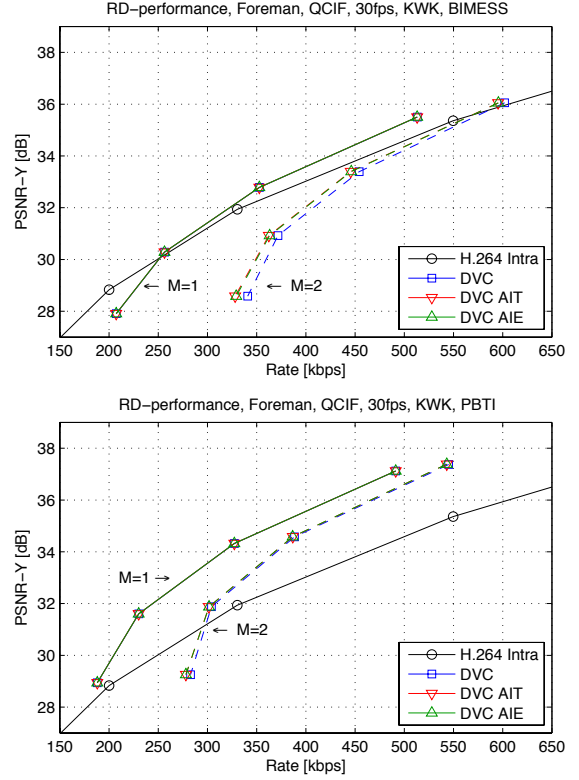 RD-performance, Foreman, QCIF, 30fps, KWK, BIMESS
38
36
34
32
30
28
PSNR-Y [dB]
M=1
M=2
H.264 Intra
DVC
DVC AIT
DVC AIE
150 200 250 300 350 400 450 500 550 600 650
Rate [kbps]
RD-performance, Foreman, QCIF, 30fps, KWK, PBTI
38
36
34
32
30
28
PSNR-Y [dB]
M=1
M=2
H.264 Intra
DVC
DVC AIT
DVC AIE
150 200 250 300 350 400 450 500 550 600 650
Rate [kbps]